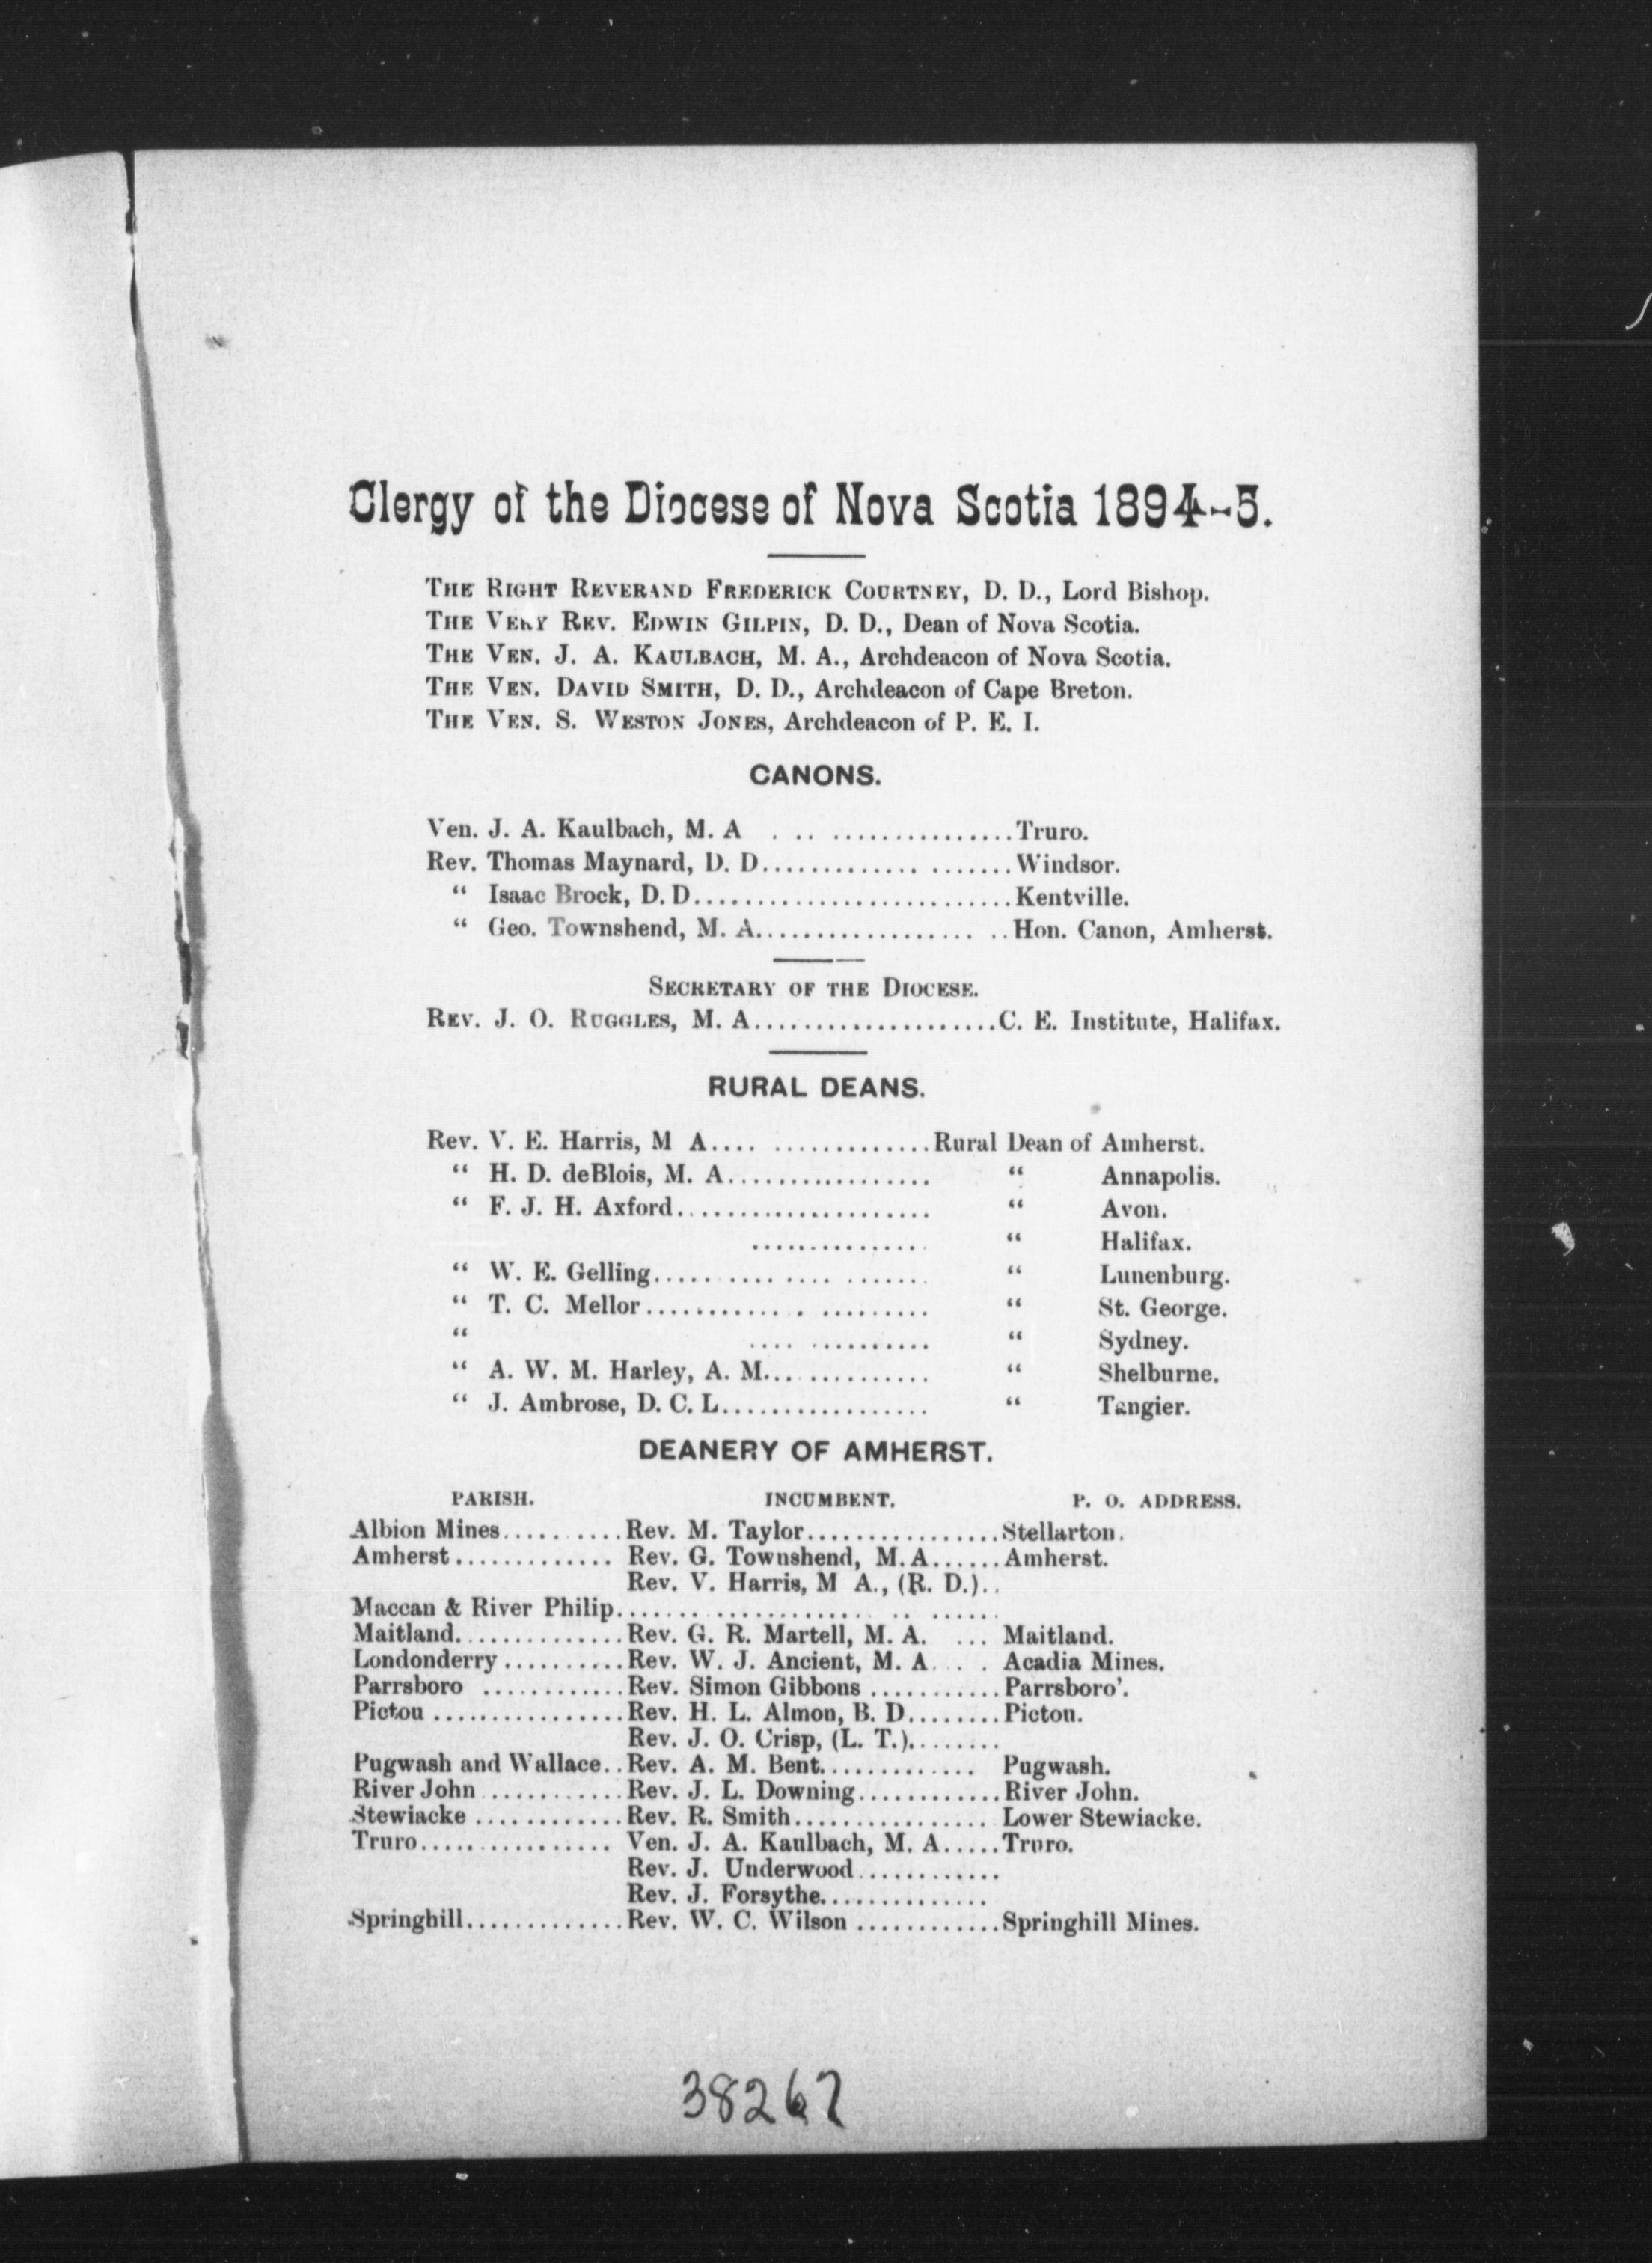 Clergy of the Diocese of Nova Scotia 1894-5.
THE RIGHT REVERAND FREDERICK COURTNEY, D. D., Lord Bishop.
THE VERY REV. EDWIN GILPIN, D. D., Dean of Nova Scotia.
THE VEN. J. A. KAULBACH, M. A., Archdeacon of Nova Scotia.
THE VEN. DAVID SMITH, D. D., Archdeacon of Cape Breton.
THE VEN. S. WESTON JONES, Archdeacon of P. E. I.
CANONS.
Ven. J. A. Kaulbach, M. A . .. ...............Truro.
Rev. Thomas Maynard, D. D............. .......Windsor.
“ Isaac Brock, D. D..........................Kentville.
“ Geo. Townshend, M. A.................. ..Hon. Canon, Amherst.
SECRETARY OF THE DIOCESE.
REV. J. O. RUGGLES, M. A....................C. E. Institute, Halifax.
RURAL DEANS.
Rev. V. E. Harris, M A.... .............Rural Dean of Amherst.
“ H. D. deBlois, M. A................. “ Annapolis.
“ F. J. H. Axford..................... “ Avon.
............... “ Halifax.
“ W. E. Gelling..... .... .... ....... “ Lunenburg.
“ T. C. Mellor............ . ......... “ St. George.
“ .... .......... “ Sydney.
“ A. W. M. Harley, A. M... ........... “ Shelburne.
“ J. Ambrose, D. C. L................. “ Tangier.
DEANERY OF AMHERST.
PARISH. INCUMBENT. P. O. ADDRESS.
Albion Mines..........Rev. M. Taylor................Stellarton.
Amherst............. Rev. G. Townshend, M. A......Amherst.
Rev. V. Harris, M A., (R. D.)..
Maccan & River Philip....... ............ .. ......
Maitland..............Rev. G. R. Martell, M. A. ... Maitland.
Londonderry..........Rev. W. J. Ancient, M. A. . . . Acadia Mines.
Parrsboro ............Rev. Simon Gibbons ...........Parrsboro’.
Pictou ................Rev. H. L. Almon, B. D........Pictou.
Rev. J. O. Crisp, (L. T.)........
Pugwash and Wallace..Rev. A. M. Bent............. Pugwash.
River John ............Rev. J. L. Downing............River John.
Stewiacke ............Rev. R. Smith................ Lower Stewiacke.
Truro................ Ven. J. A. Kaulbach, M. A.....Truro.
Rev. J. Underwood............
Rev. J. Forsythe..............
Springhill.............Rev. W. C. Wilson ............Springhill Mines.
38267